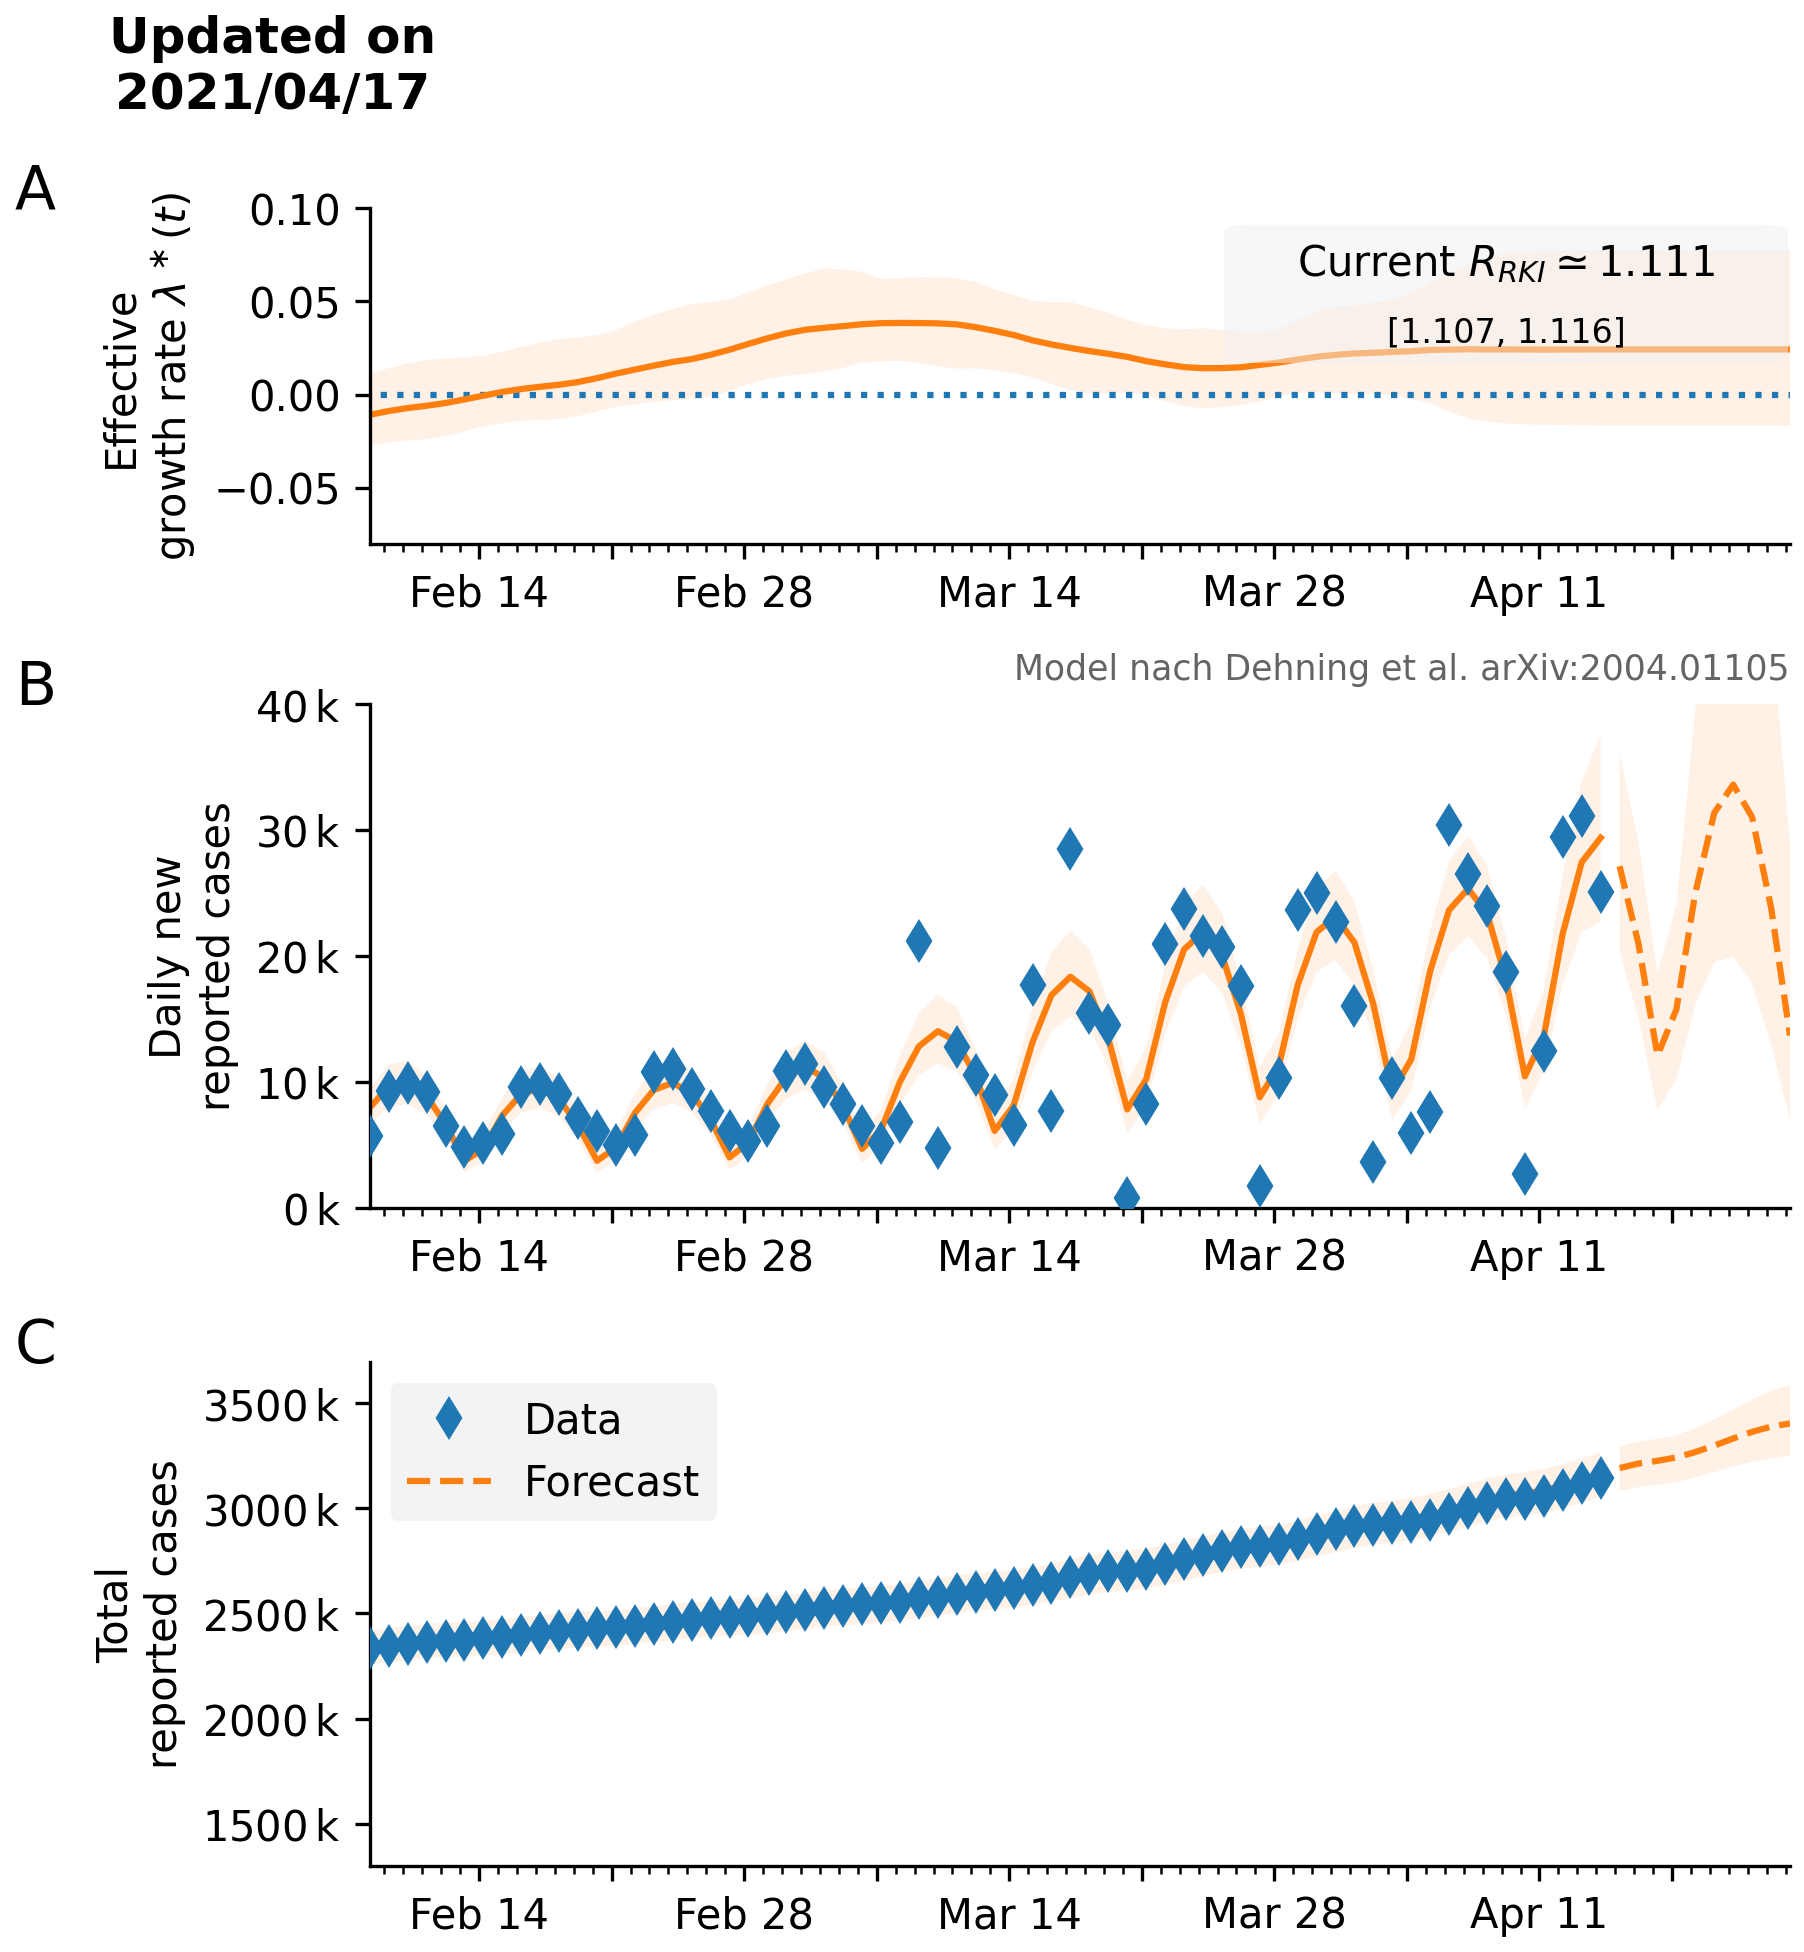 Updated on
2021/04/17
A
Effective
growth rate λ * (t)
0.10
0.05
0.00
−0.05
Current R_RKI ≃ 1.111
[1.107, 1.116]
Feb 14
Feb 28
Mar 14
Mar 28
Apr 11
B
Model nach Dehning et al. arXiv:2004.01105
Daily new
reported cases
40 k
30 k
20 k
10 k
0 k
Feb 14
Feb 28
Mar 14
Mar 28
Apr 11
C
Total
reported cases
3500 k
3000 k
2500 k
2000 k
1500 k
Data
Forecast
Feb 14
Feb 28
Mar 14
Mar 28
Apr 11